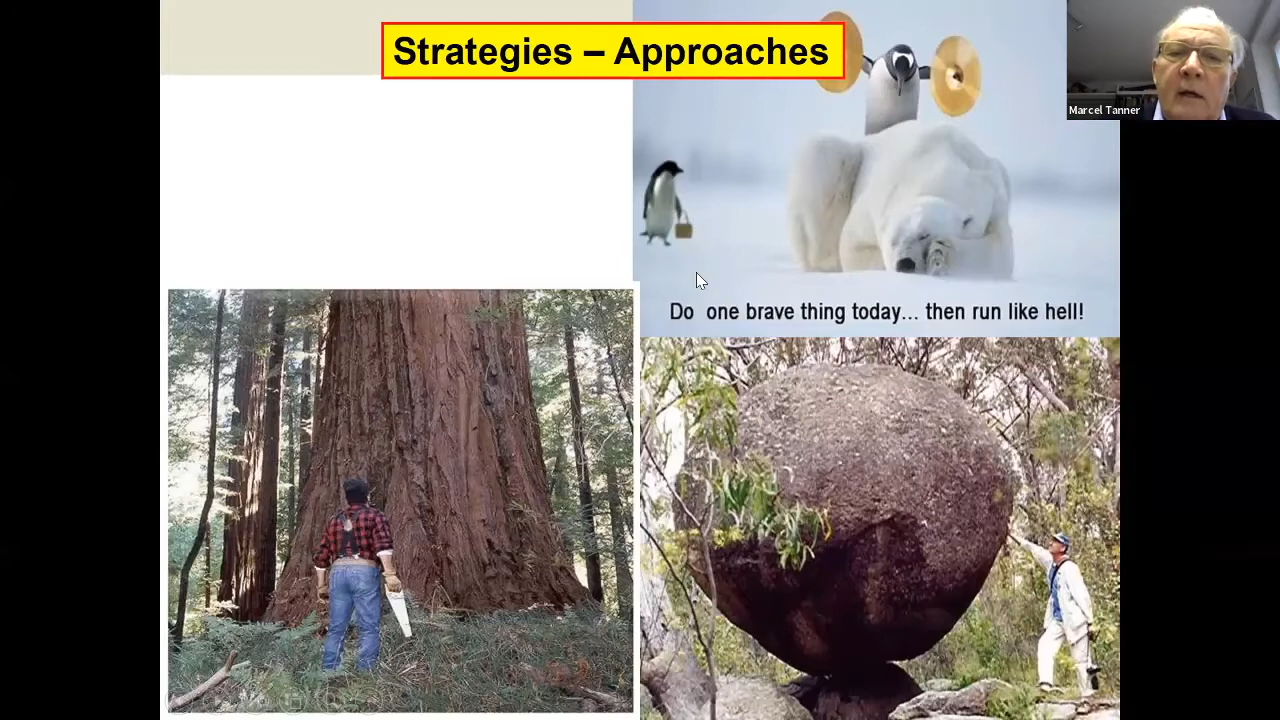 Strategies – Approaches
Marcel Tanner
Do one brave thing today... then run like hell!